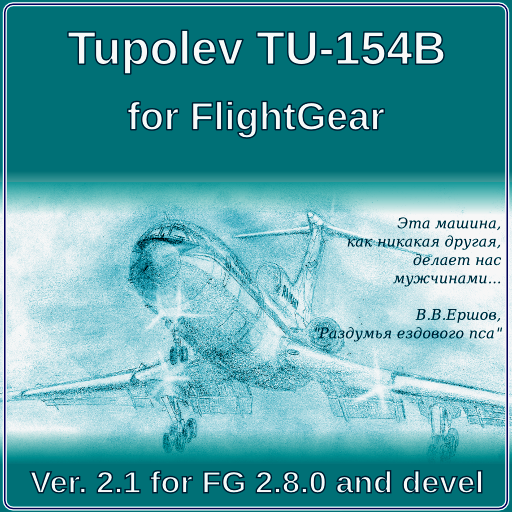 Tupolev TU-154B
for FlightGear
Эта машина,
как никакая другая,
делает нас
мужчинами...
В.В.Ершов,
"Раздумья ездового пса"
Ver. 2.1 for FG 2.8.0 and devel